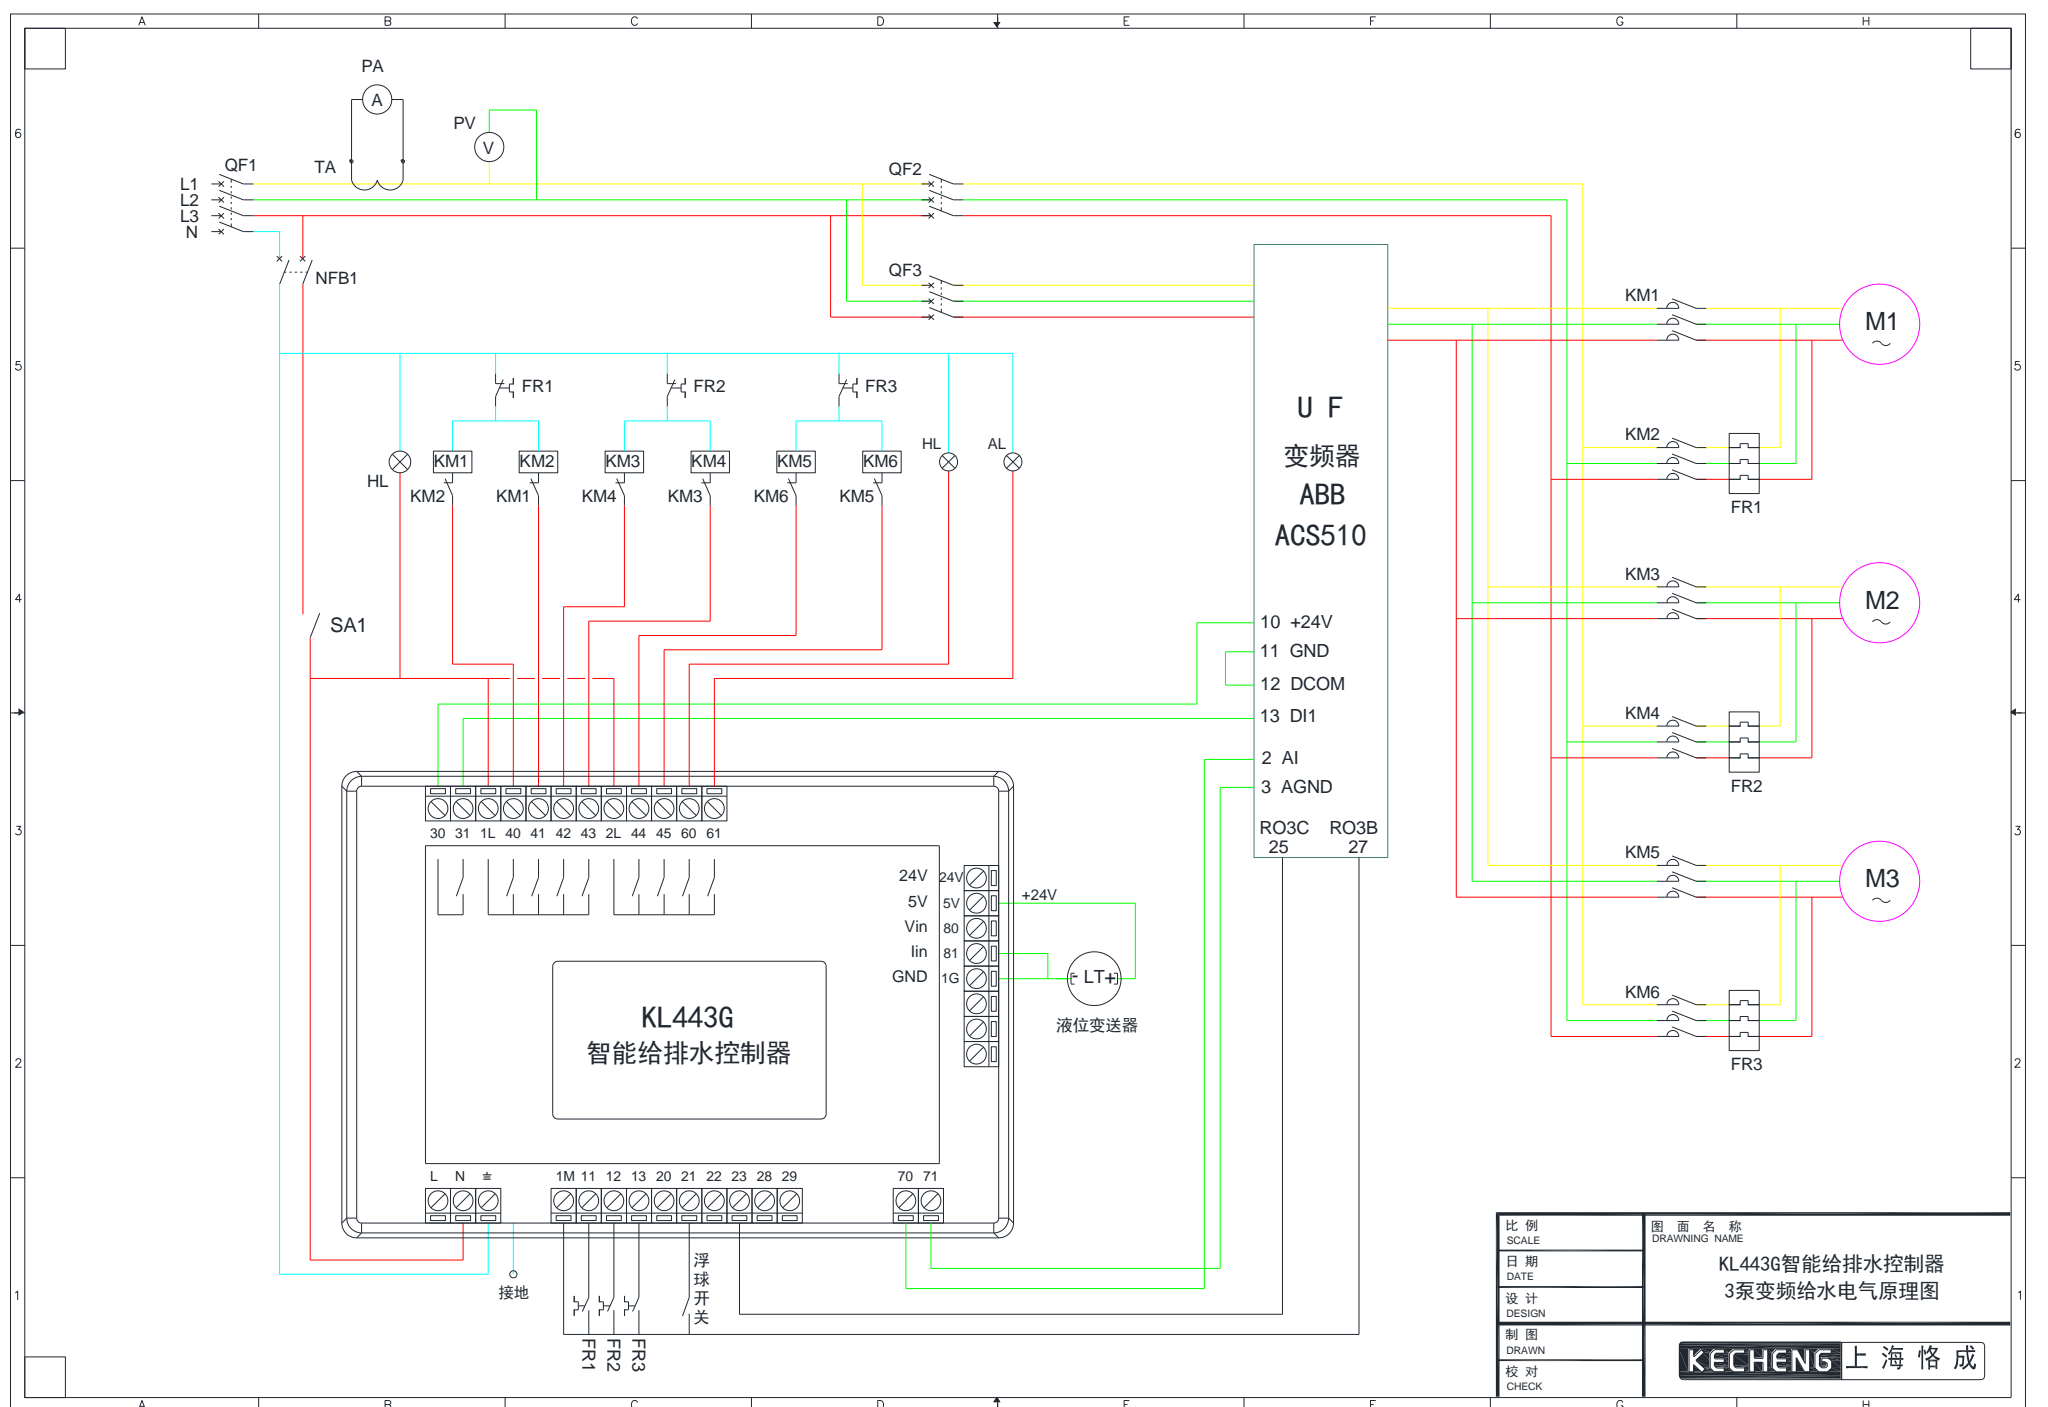 A B C D E F G H
6 6
PA
A
PV
V
TA
QF1
L1
L2
L3
N
QF2
NFB1
QF3
5 5
KM1
M1
FR1 FR2 FR3
U F
变频器
ABB
ACS510
HL AL
KM1 KM2 KM3 KM4 KM5 KM6
HL
KM2 KM1 KM4 KM3 KM6 KM5
KM2
FR1
4 4
KM3
M2
SA1
10 +24V
11 GND
12 DCOM
13 DI1
2 AI
3 AGND
RO3C RO3B
25 27
KM4
FR2
3 3
30 31 1L 40 41 42 43 2L 44 45 60 61
KM5
M3
24V 24V
5V 5V
+24V
Vin 80
Iin 81
GND 1G
- LT+
液位变送器
KM6
FR3
KL443G
智能给排水控制器
2 2
L N
1M 11 12 13 20 21 22 23 28 29
70 71
接地
浮球开关
FR1 FR2 FR3
1 1
比 例
SCALE
日 期
DATE
设 计
DESIGN
制 图
DRAWN
校 对
CHECK
图 面 名 称
DRAWING NAME
KL443G智能给排水控制器
3泵变频给水电气原理图
KECHENG 上海恪成
A B C D E F G H